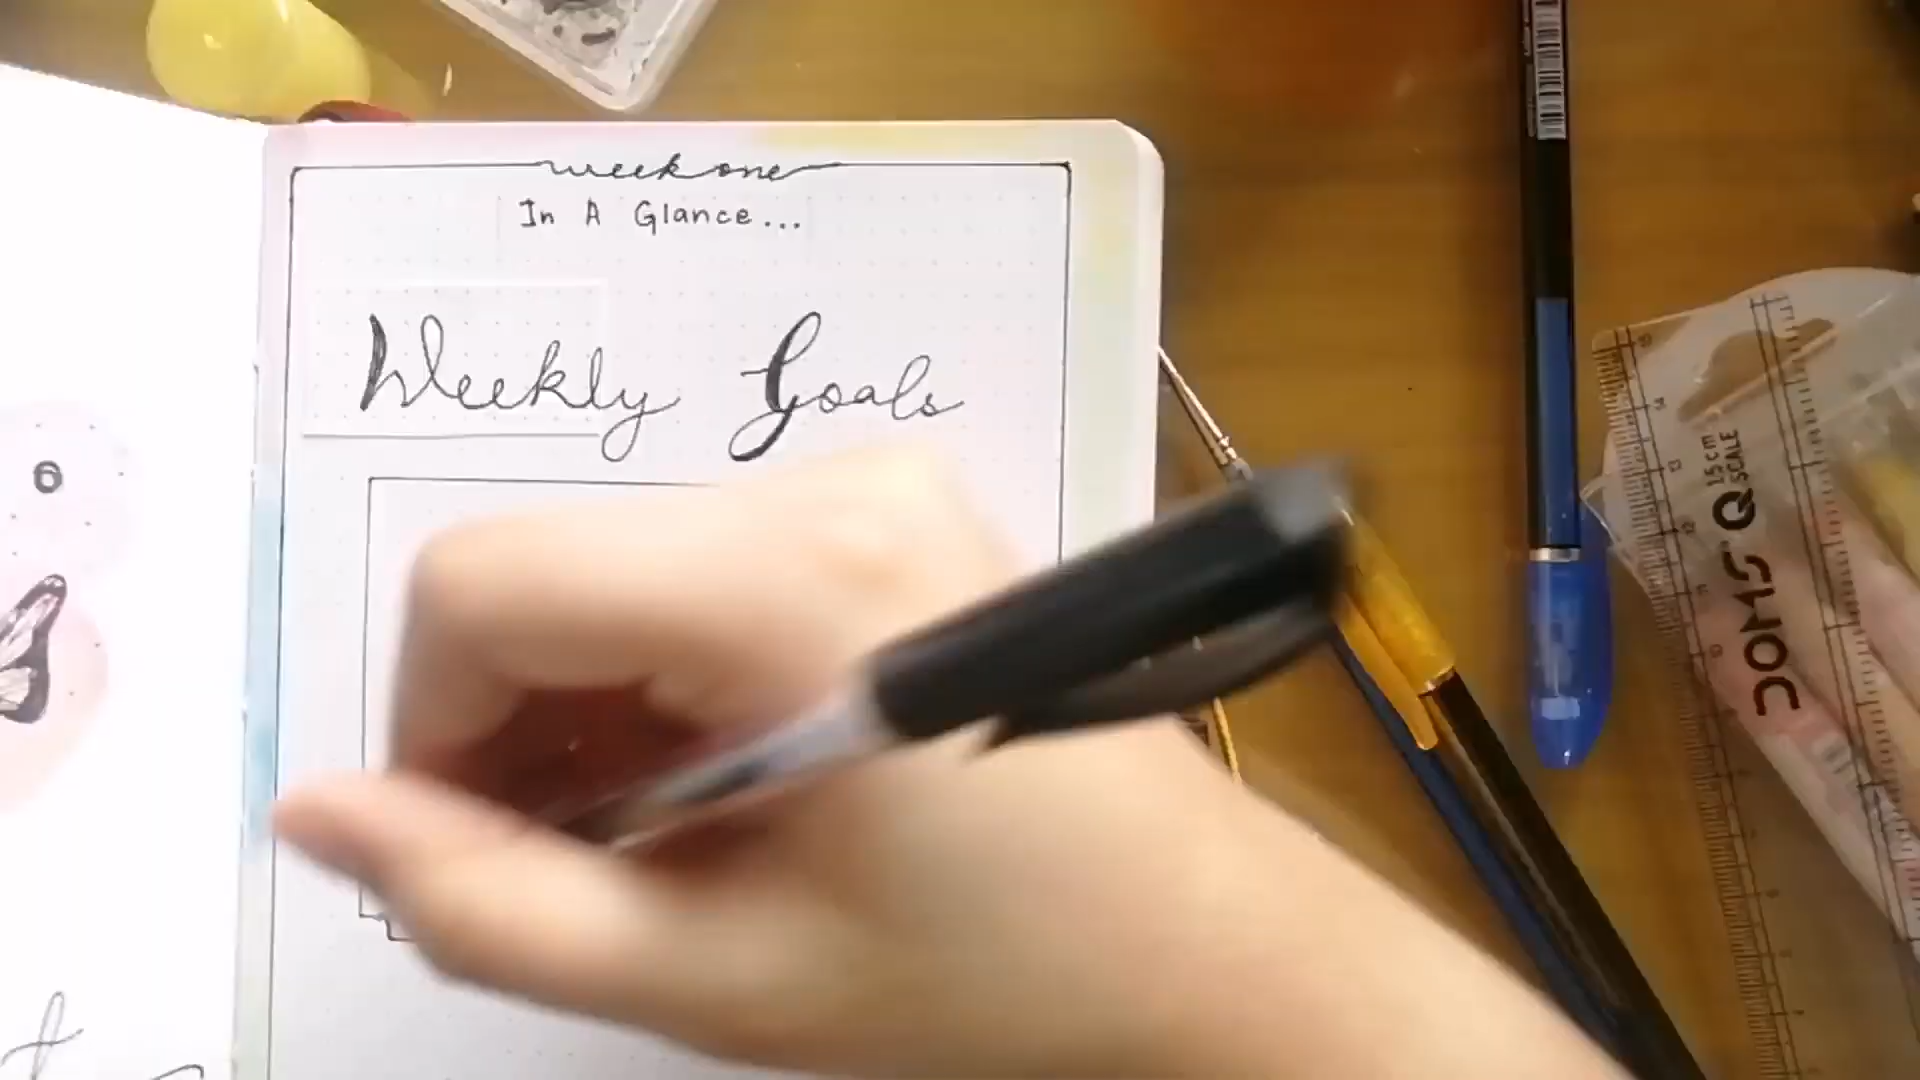 week one
In A Glance...
Weekly Goals
6
DOMS Q 15cm SCALE